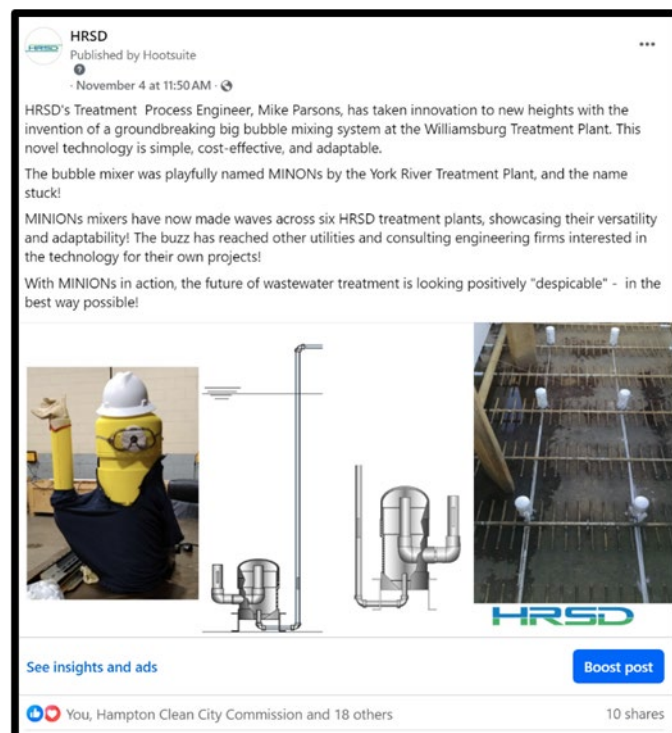 HRSD
HRSD
Published by Hootsuite
?
· November 4 at 11:50 AM ·
HRSD's Treatment Process Engineer, Mike Parsons, has taken innovation to new heights with the
invention of a groundbreaking big bubble mixing system at the Williamsburg Treatment Plant. This
novel technology is simple, cost-effective, and adaptable.
The bubble mixer was playfully named MINONs by the York River Treatment Plant, and the name
stuck!
MINIONs mixers have now made waves across six HRSD treatment plants, showcasing their versatility
and adaptability! The buzz has reached other utilities and consulting engineering firms interested in
the technology for their own projects!
With MINIONs in action, the future of wastewater treatment is looking positively "despicable" - in the
best way possible!
HRSD
See insights and ads
Boost post
You, Hampton Clean City Commission and 18 others
10 shares